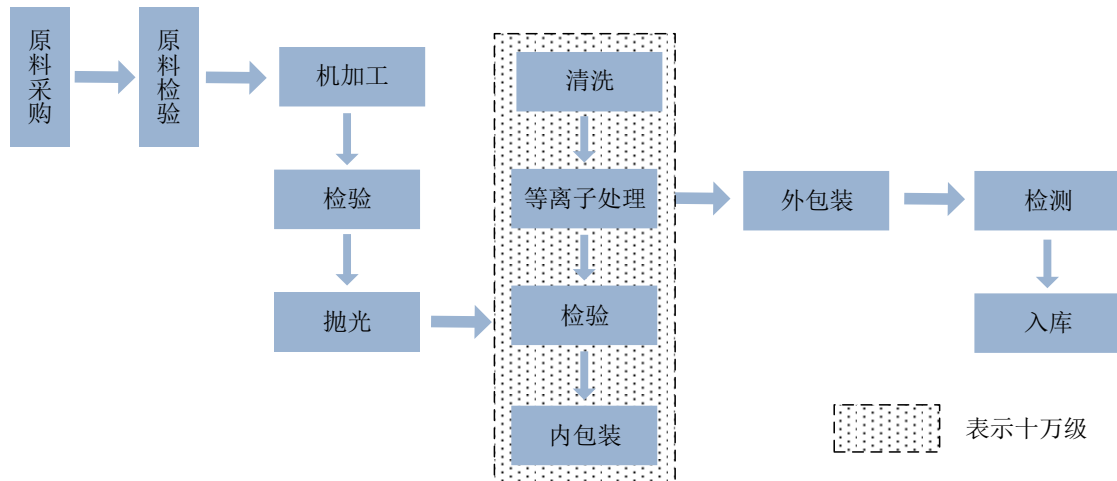 原料采购
原料检验
机加工
检验
抛光
清洗
等离子处理
检验
内包装
外包装
检测
入库
表示十万级